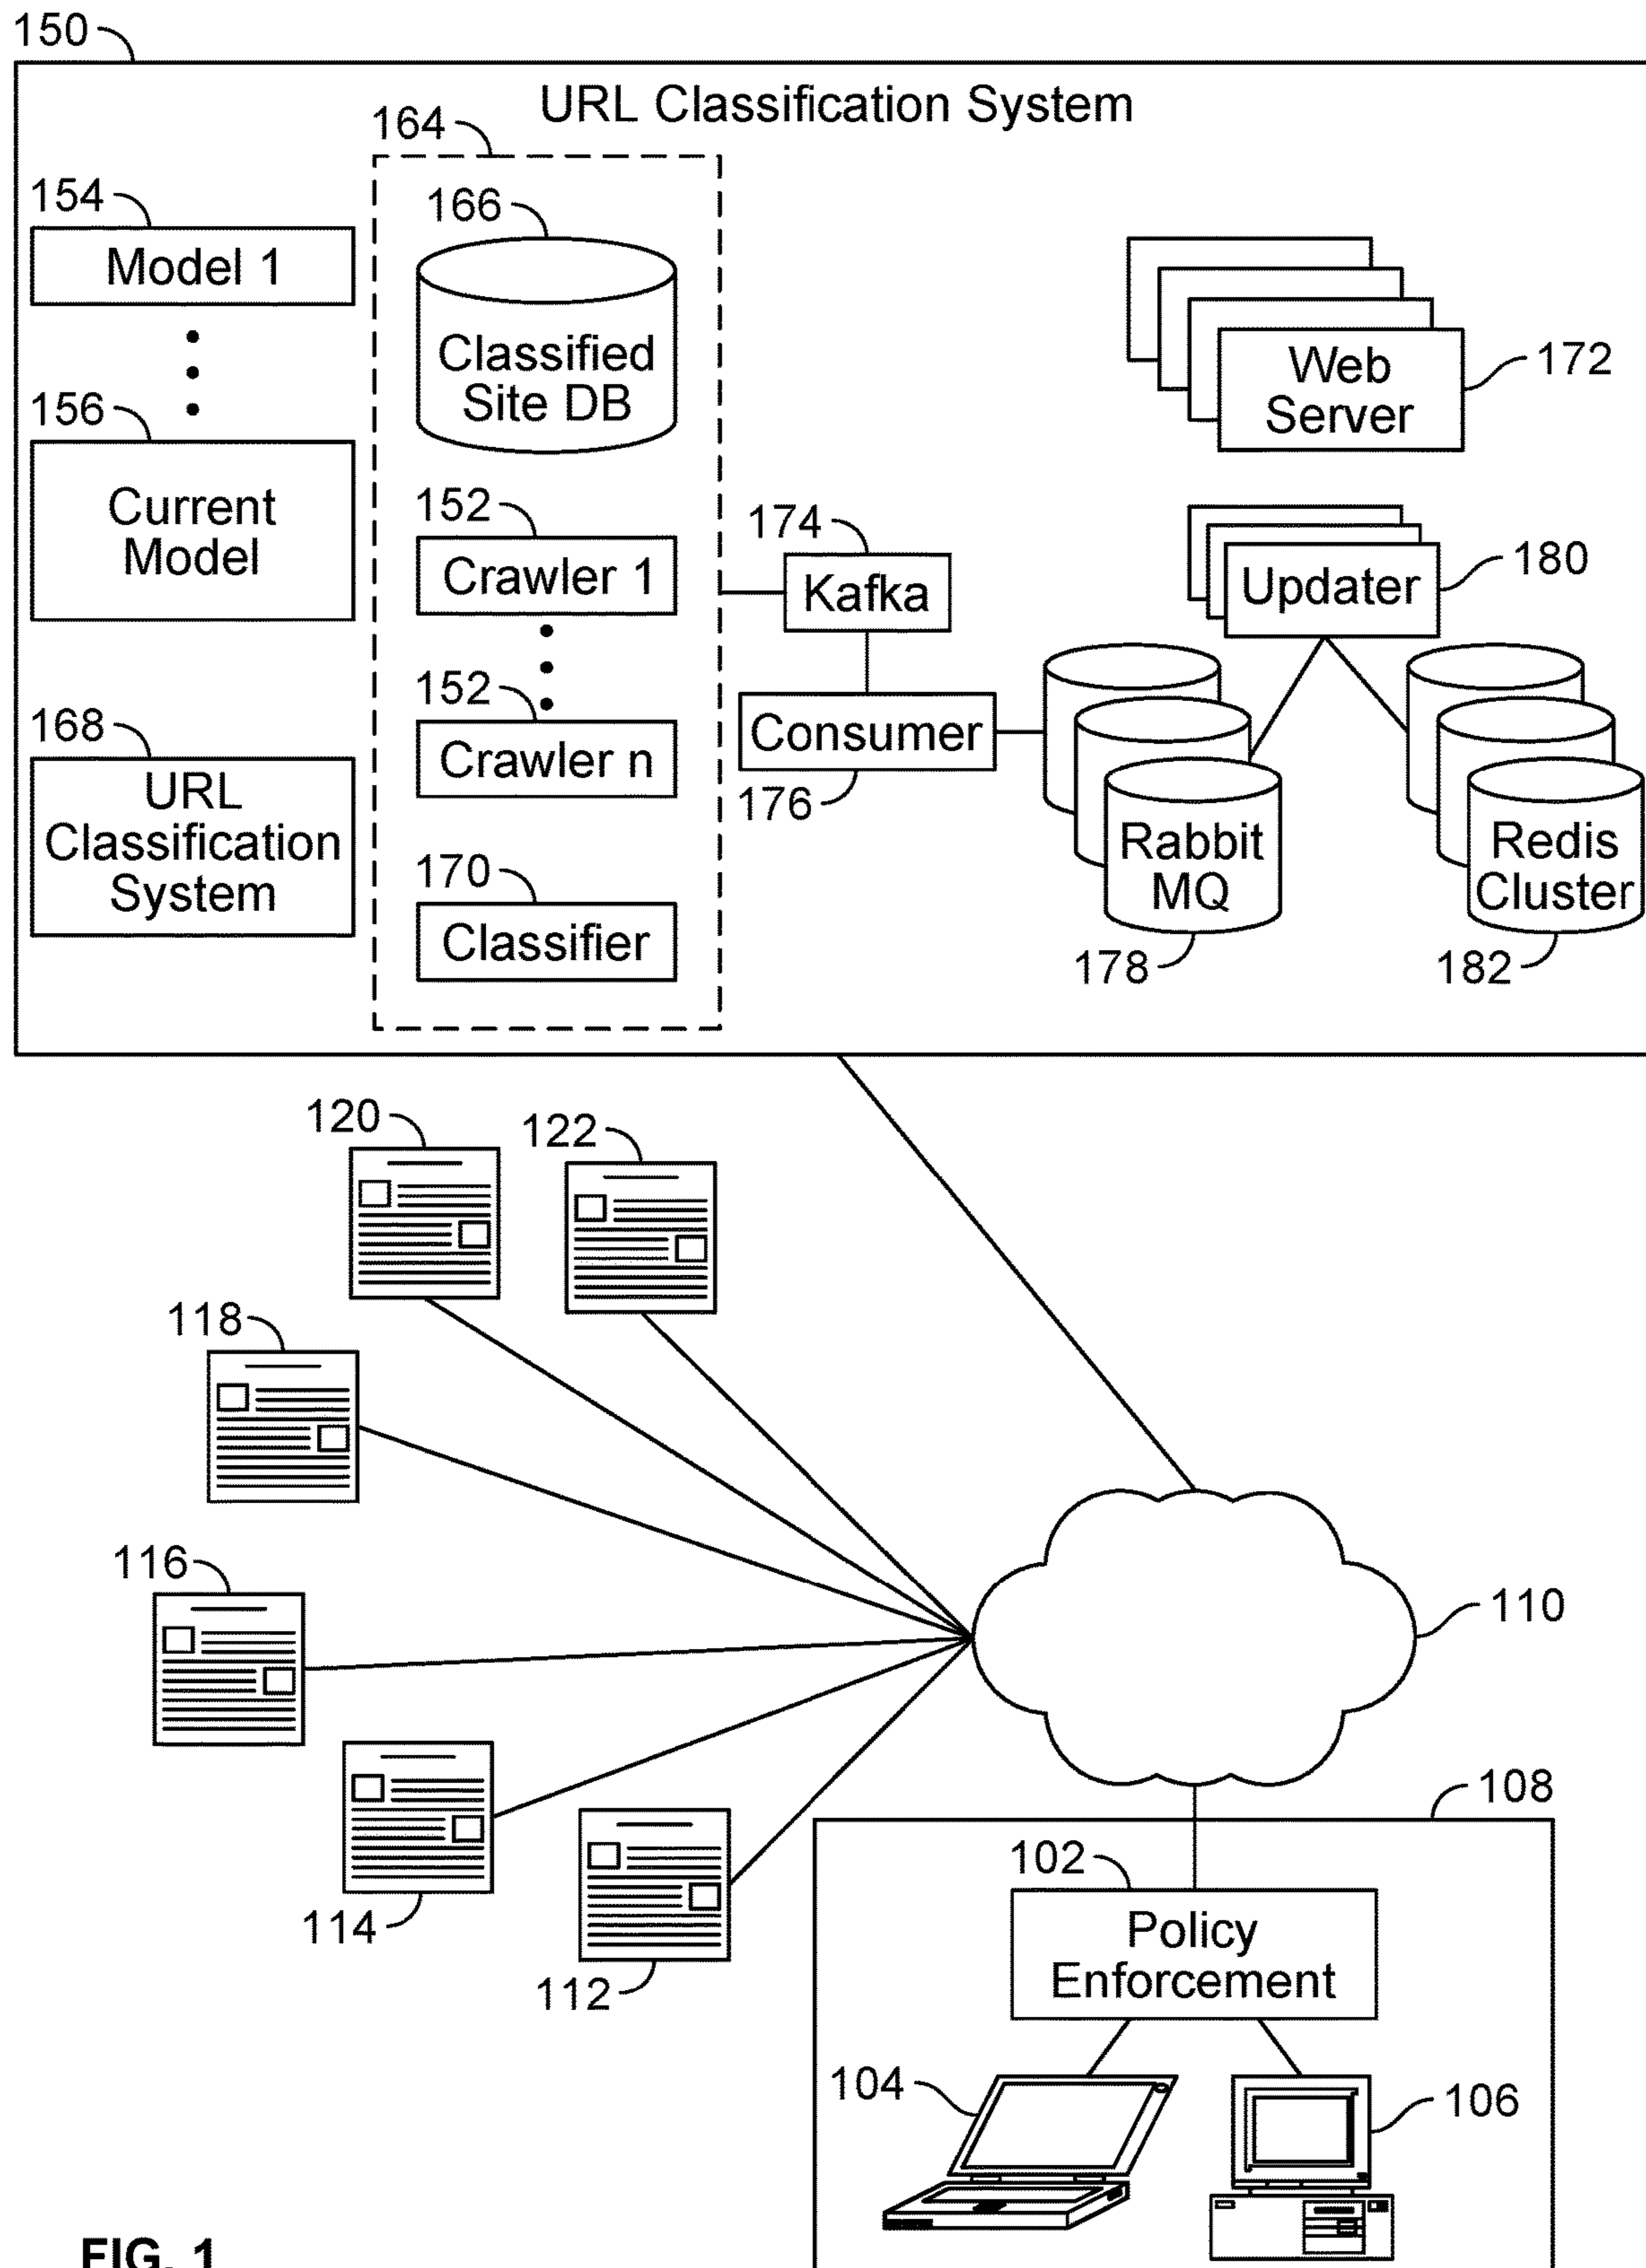 150
URL Classification System
164
154
166
Model 1
Classified
Site DB
Web
Server
172
156
Current
Model
152
Crawler 1
174
Kafka
Updater
180
152
Crawler n
168
URL
Classification
System
Consumer
176
Rabbit
MQ
178
Redis
Cluster
182
170
Classifier
120
122
118
116
110
114
112
108
102
Policy
Enforcement
104
106
FIG. 1